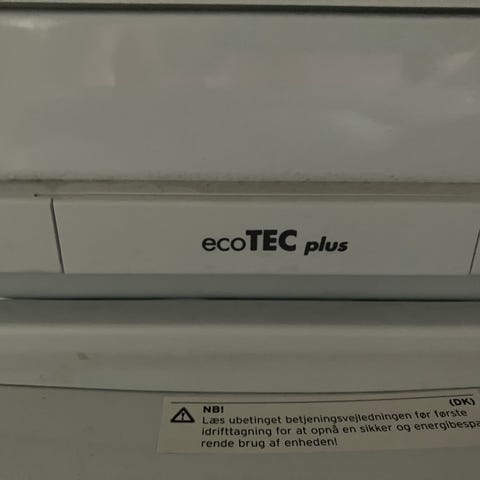 ecoTEC plus
NB! (DK)
Læs ubetinget betjeningsvejledningen før første
idrifttagning for at opnå en sikker og energibespa
rende brug af enheden!